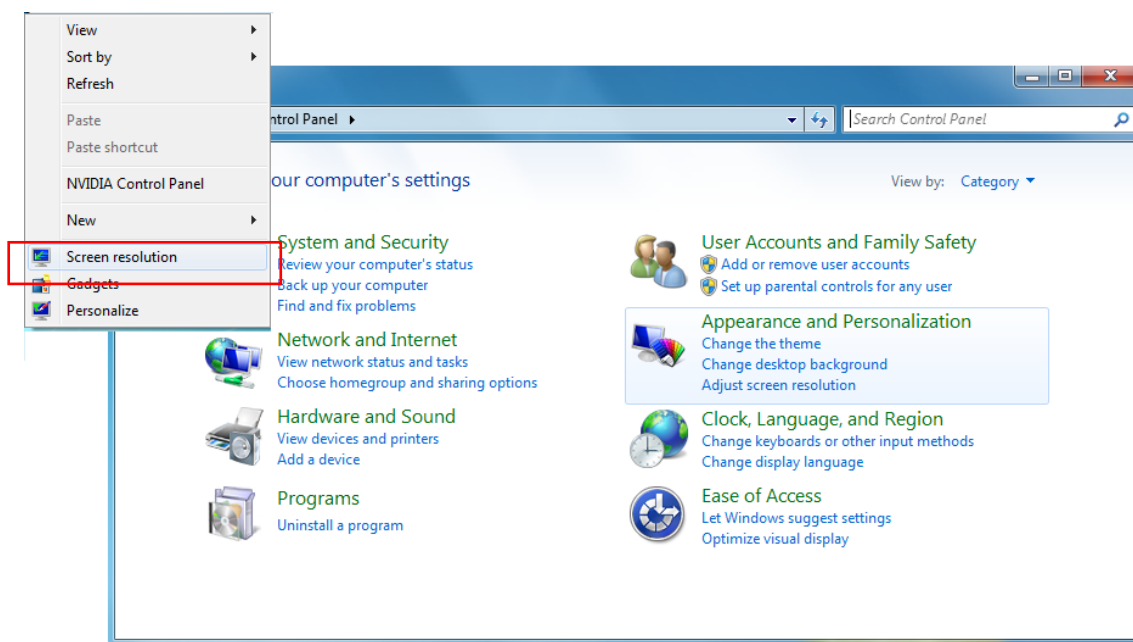 View
Sort by
Refresh
Paste
Paste shortcut
NVIDIA Control Panel
New
Screen resolution
Gadgets
Personalize
ntrol Panel
Search Control Panel
our computer's settings
View by: Category
System and Security
Review your computer's status
Back up your computer
Find and fix problems
Network and Internet
View network status and tasks
Choose homegroup and sharing options
Hardware and Sound
View devices and printers
Add a device
Programs
Uninstall a program
User Accounts and Family Safety
Add or remove user accounts
Set up parental controls for any user
Appearance and Personalization
Change the theme
Change desktop background
Adjust screen resolution
Clock, Language, and Region
Change keyboards or other input methods
Change display language
Ease of Access
Let Windows suggest settings
Optimize visual display